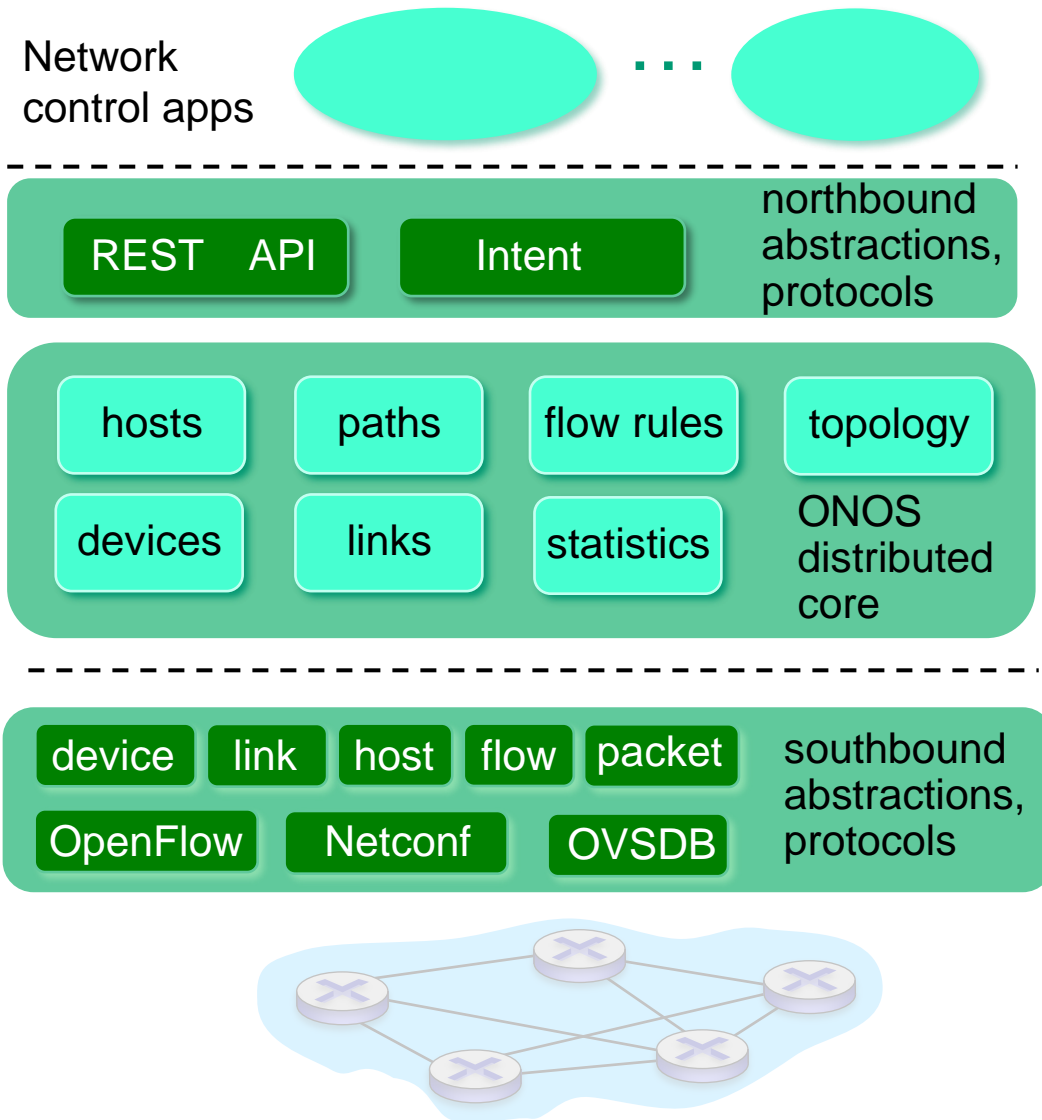 Network
control apps
. . .
REST API
Intent
northbound
abstractions,
protocols
hosts
paths
flow rules
topology
devices
links
statistics
ONOS
distributed
core
device
link
host
flow
packet
OpenFlow
Netconf
OVSDB
southbound
abstractions,
protocols